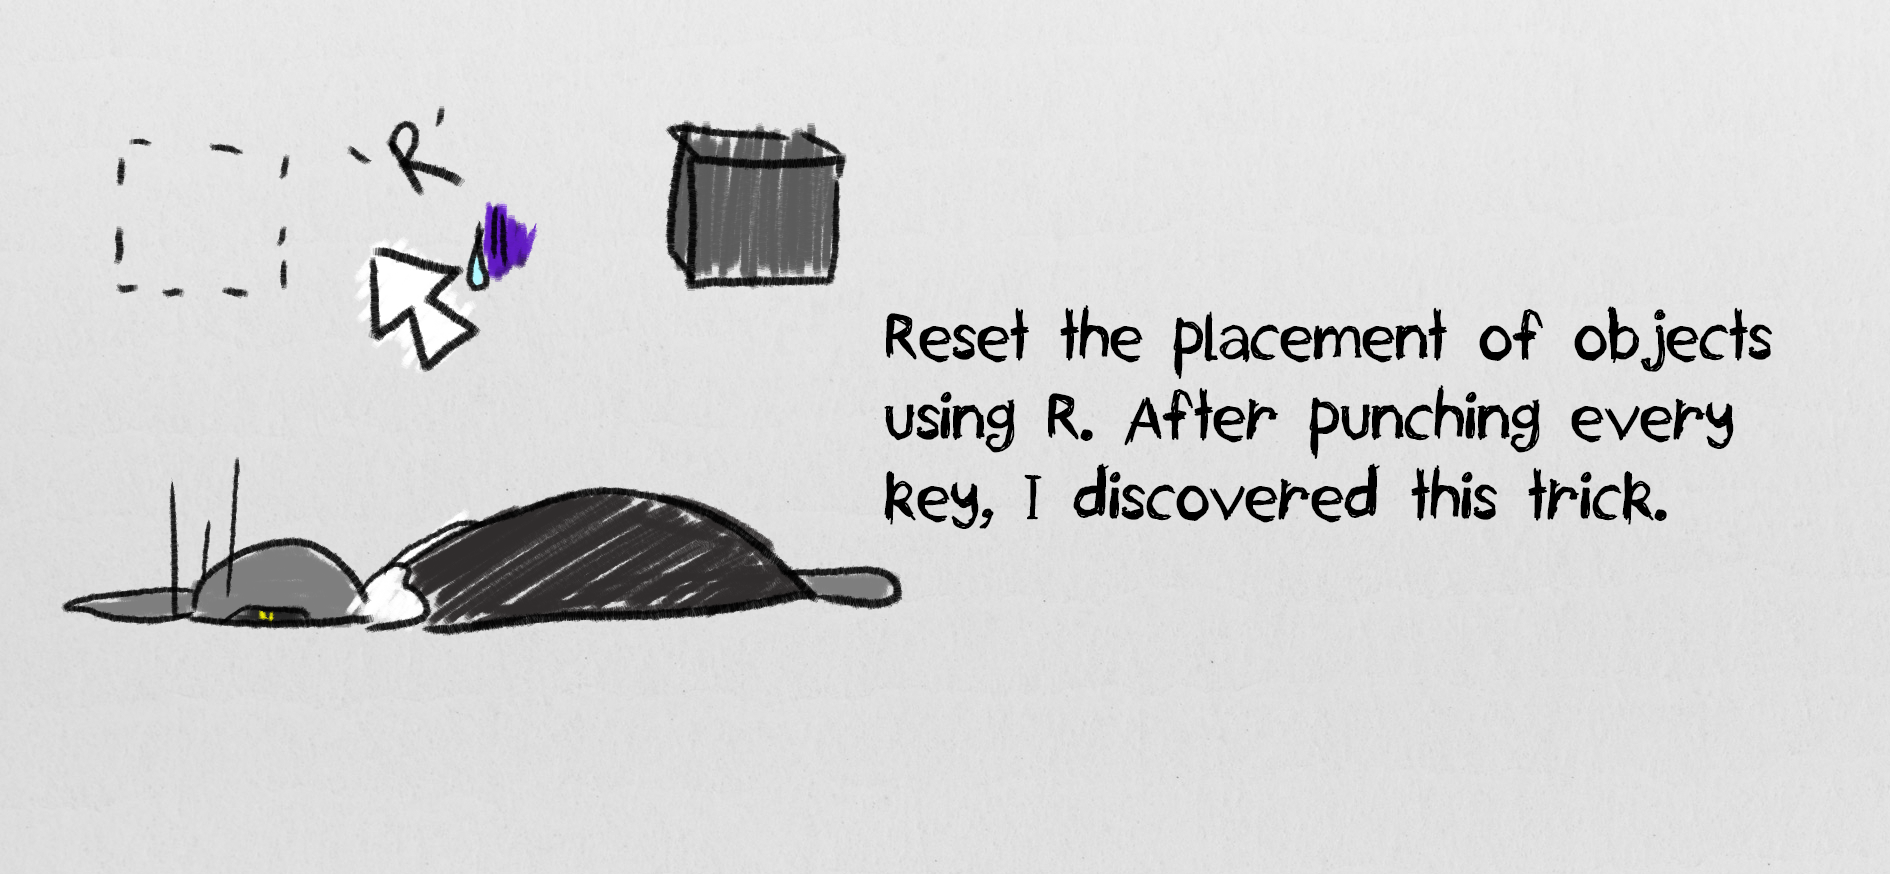 R
Reset the placement of objects
using R. After punching every
key, I discovered this trick.